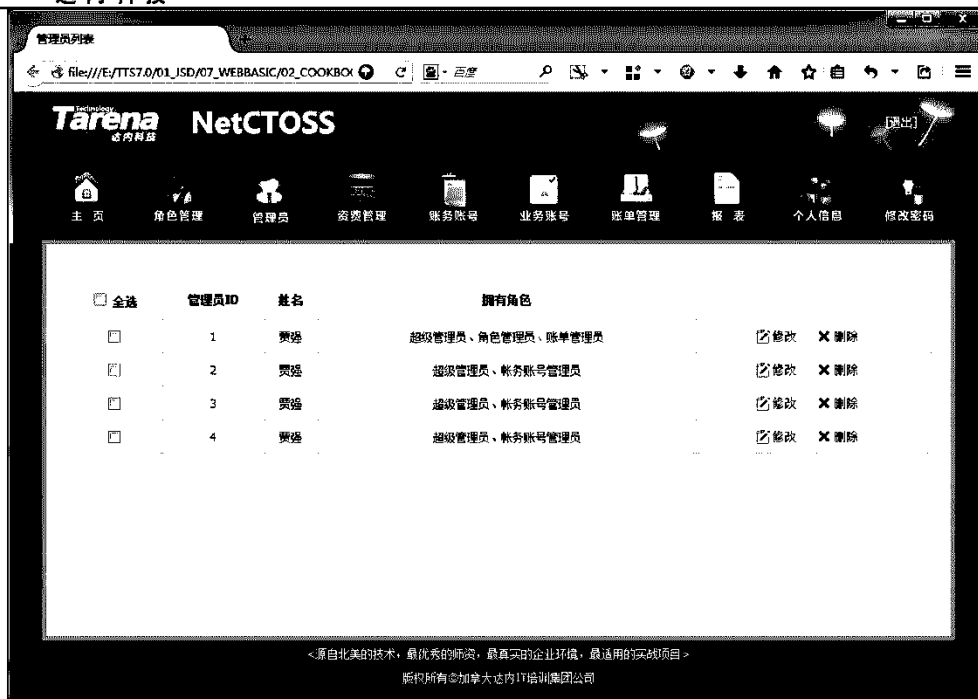 管理员列表
file:///E:/TTS7.0/01_JSD/07_WEBBASIC/02_COOKBO
百度
Technology
Tarena
达内科技
NetCTOSS
[退出]
主 页 角色管理 管理员 资费管理 账务账号 业务账号 账单管理 报 表 个人信息 修改密码
全选 管理员ID 姓名 拥有角色
1 贾强 超级管理员、角色管理员、账单管理员 修改 删除
2 贾强 超级管理员、帐务账号管理员 修改 删除
3 贾强 超级管理员、帐务账号管理员 修改 删除
4 贾强 超级管理员、帐务账号管理员 修改 删除
<源自北美的技术，最优秀的师资，最真实的企业环境，最适用的实战项目>
版权所有©加拿大达内IT培训集团公司